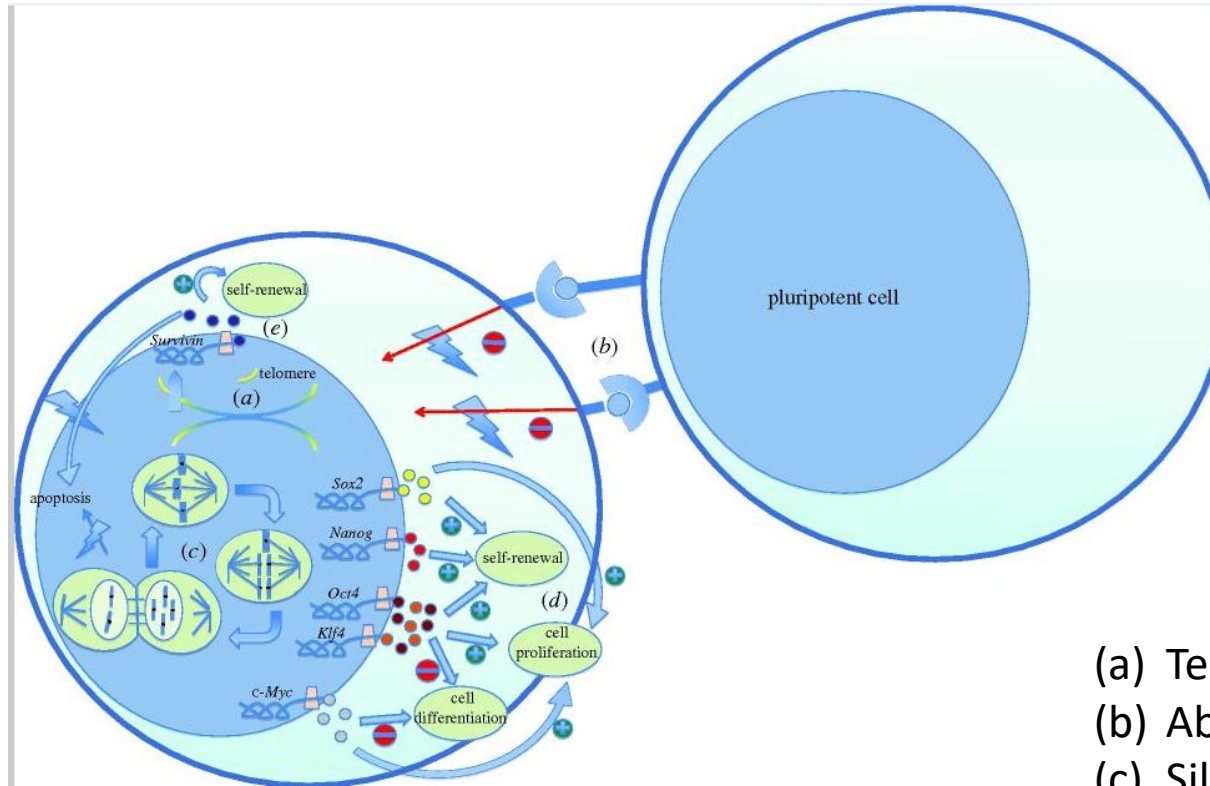 pluripotent cell
self-renewal
(e)
Survivin
telomere
(a)
(b)
apoptosis
Sox2
Nanog
(c)
self-renewal
Oct4
(d)
Klf4
cell
proliferation
c-Myc
cell
differentiation
(a) Te
(b) Ab
(c) Sil